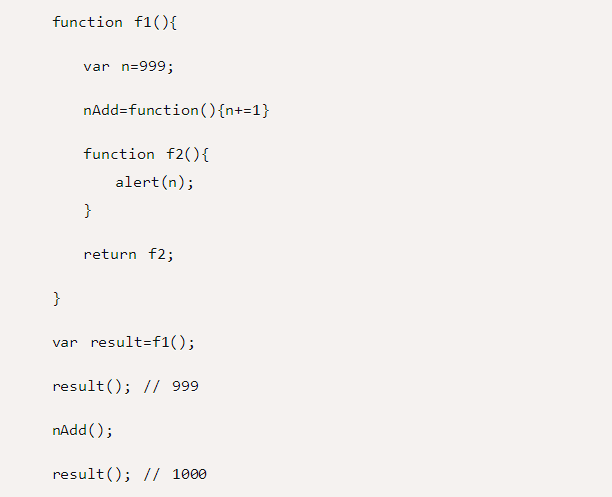 function f1(){
var n=999;
nAdd=function(){n+=1}
function f2(){
alert(n);
}
return f2;
}
var result=f1();
result(); // 999
nAdd();
result(); // 1000